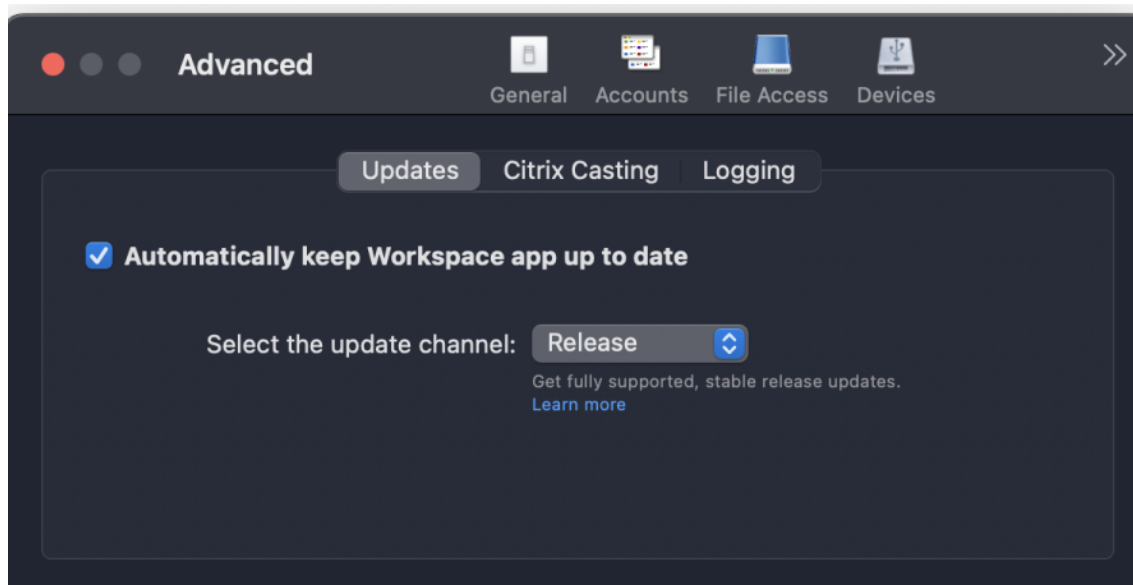 Advanced
General Accounts File Access Devices
Updates Citrix Casting Logging
Automatically keep Workspace app up to date
Select the update channel: Release
Get fully supported, stable release updates.
Learn more